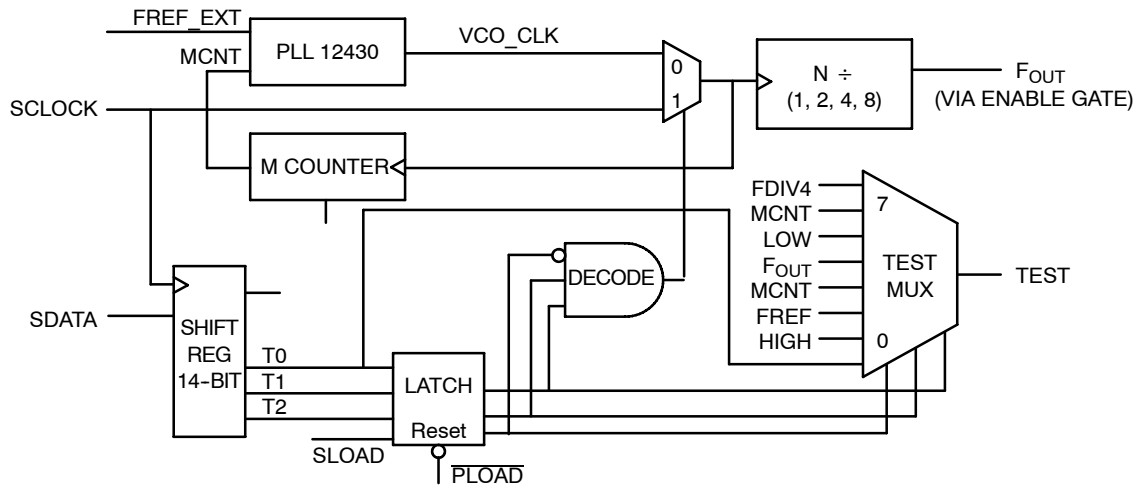 FREF_EXT
MCNT
PLL 12430
VCO_CLK
SCLOCK
0
1
N ÷
(1, 2, 4, 8)
FOUT
(VIA ENABLE GATE)
M COUNTER
FDIV4
MCNT
LOW
FOUT
MCNT
FREF
HIGH
7
TEST
MUX
0
TEST
DECODE
SDATA
SHIFT
REG
14-BIT
T0
T1
T2
LATCH
Reset
SLOAD
PLOAD